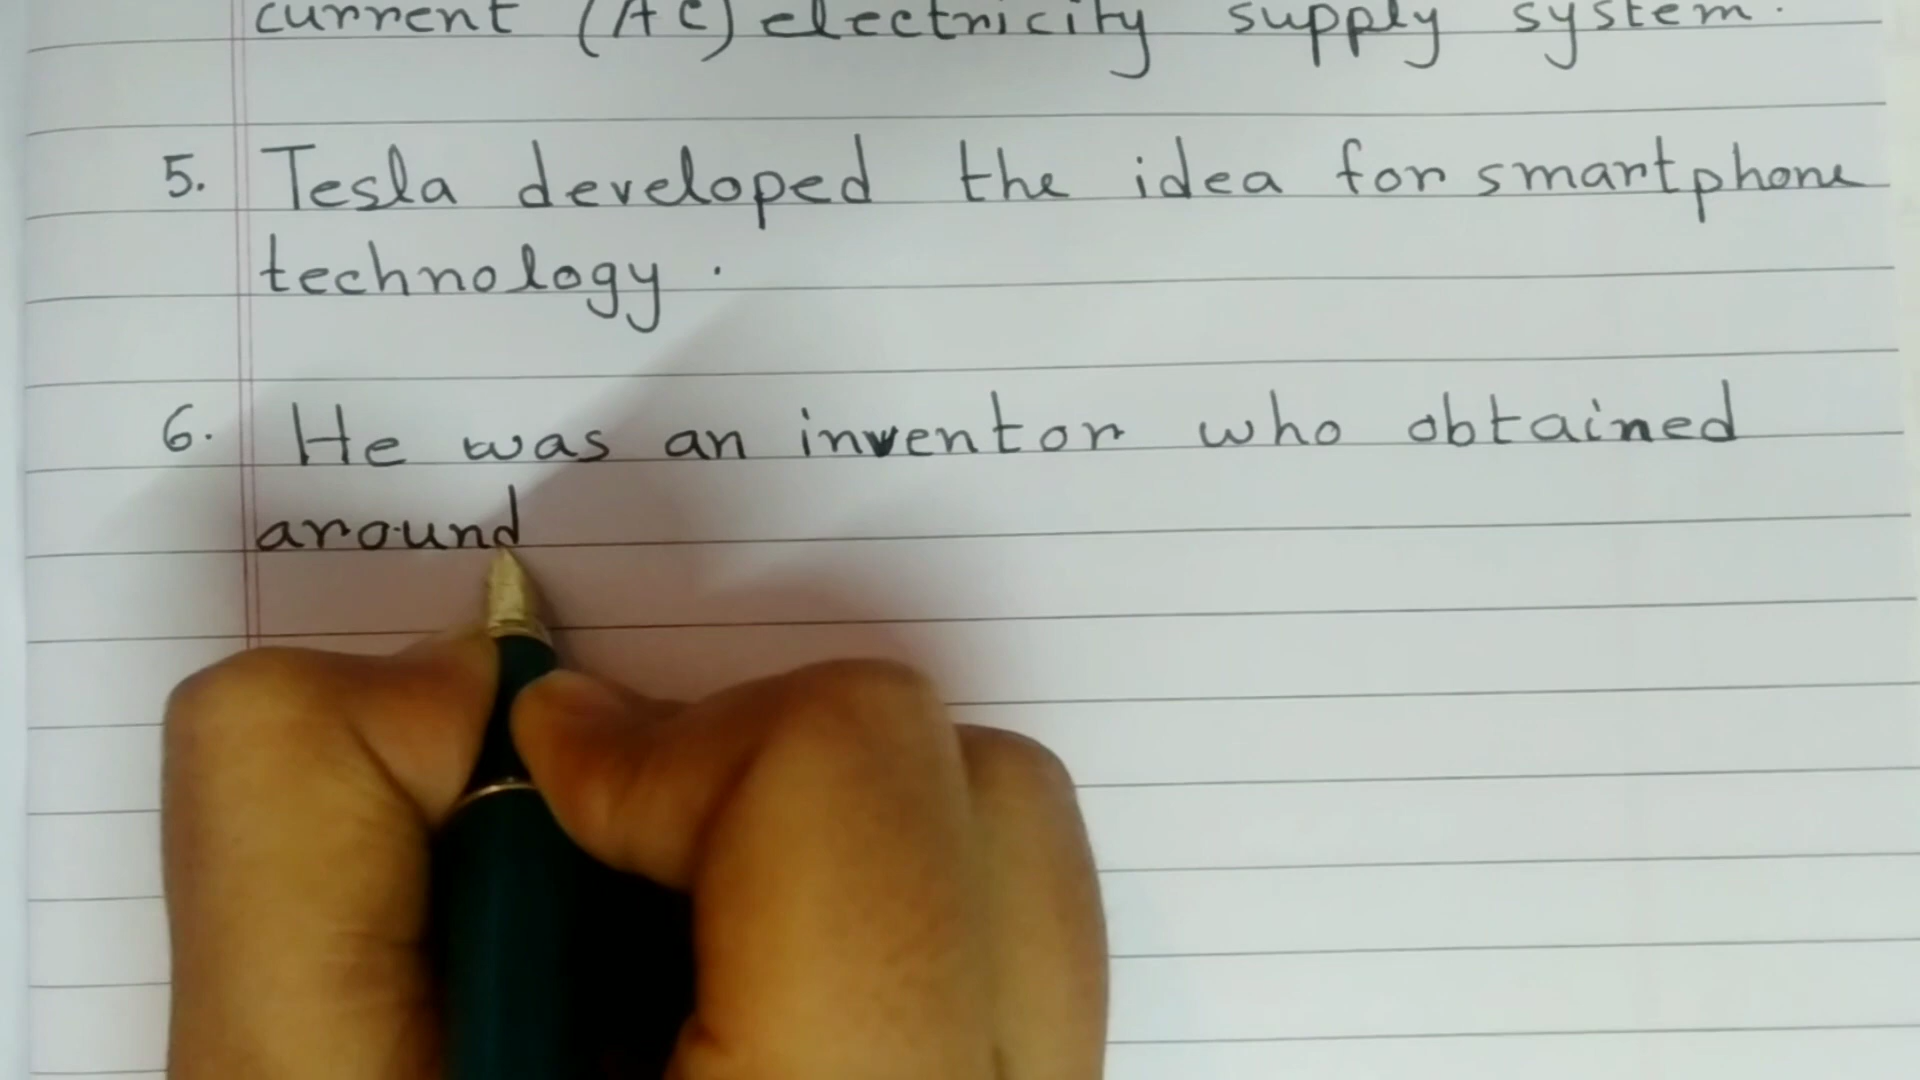 current (AC) electricity supply system.
5. Tesla developed the idea for smartphone
technology.
6. He was an inventor who obtained
around